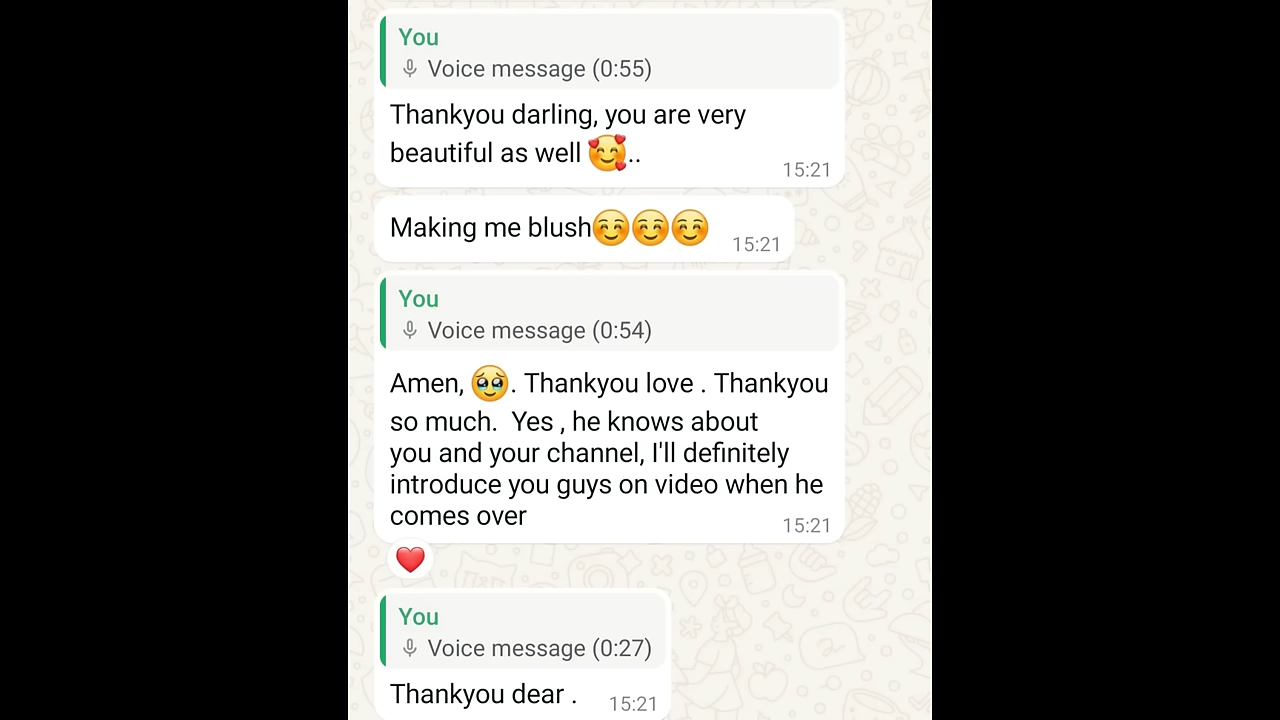 You
Voice message (0:55)
Thankyou darling, you are very
beautiful as well 🥰..
15:21
Making me blush☺️☺️☺️
15:21
You
Voice message (0:54)
Amen, 🥹. Thankyou love . Thankyou
so much.  Yes , he knows about
you and your channel, I'll definitely
introduce you guys on video when he
comes over
15:21
❤️
You
Voice message (0:27)
Thankyou dear .
15:21